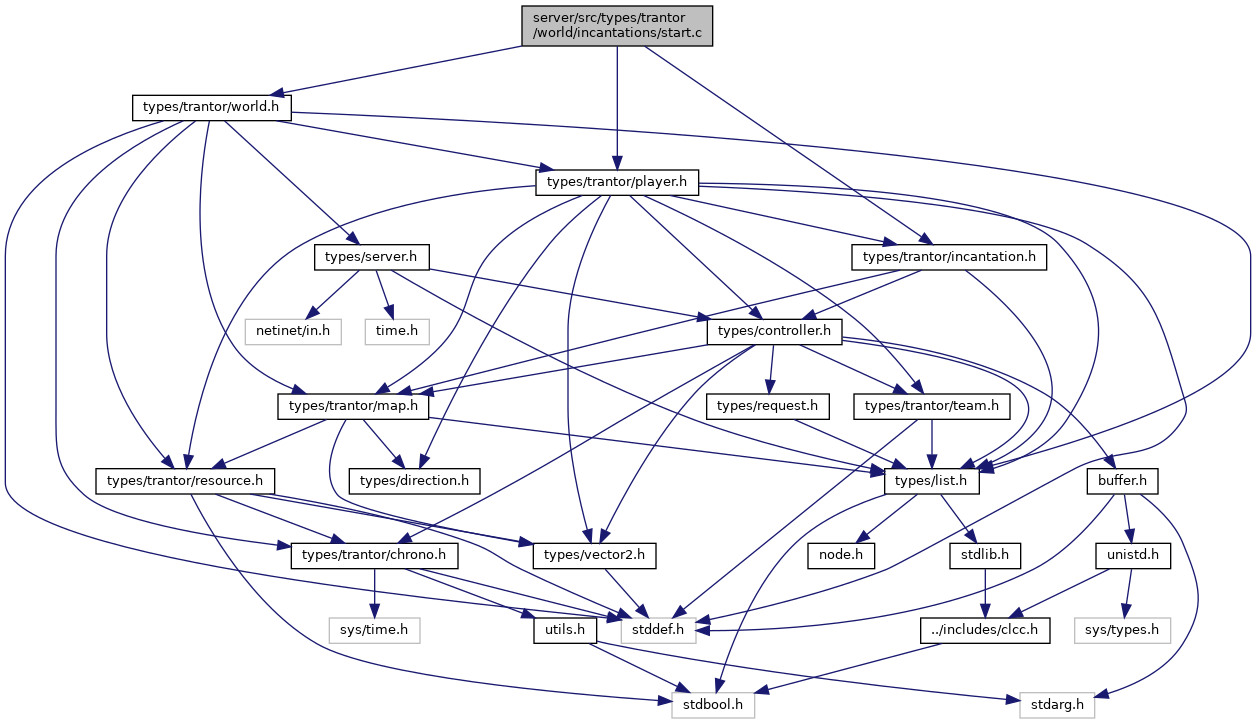 server/src/types/trantor
/world/incantations/start.c
types/trantor/world.h
types/trantor/player.h
types/server.h
types/trantor/incantation.h
netinet/in.h
time.h
types/controller.h
types/trantor/map.h
types/request.h
types/trantor/team.h
types/trantor/resource.h
types/direction.h
types/list.h
buffer.h
types/trantor/chrono.h
types/vector2.h
node.h
stdlib.h
unistd.h
sys/time.h
utils.h
stddef.h
../includes/clcc.h
sys/types.h
stdbool.h
stdarg.h